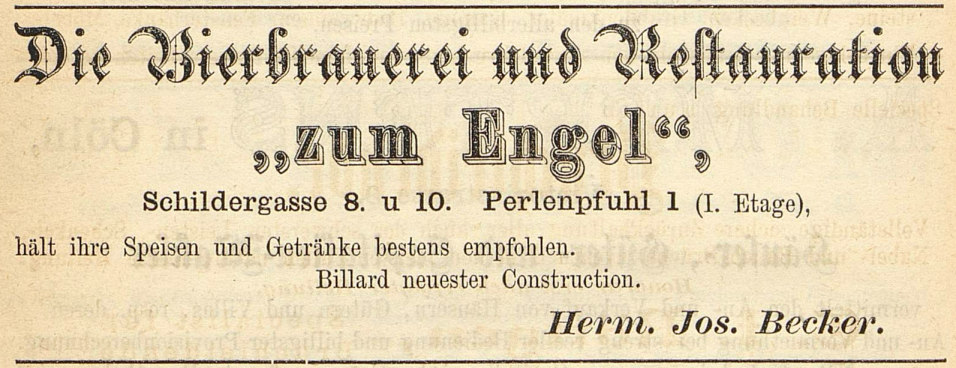 Die Bierbrauerei und Restauration
„zum Engel“,
Schildergasse 8. u 10. Perlenpfuhl 1 (I. Etage),
hält ihre Speisen und Getränke bestens empfohlen.
Billard neuester Construction.
Herm. Jos. Becker.